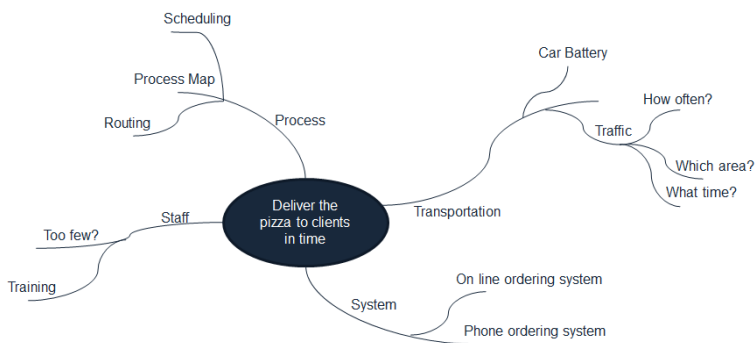 Scheduling
Process Map
Routing
Process
Car Battery
How often?
Traffic
Which area?
What time?
Transportation
Deliver the
pizza to clients
in time
Staff
Too few?
Training
System
On line ordering system
Phone ordering system